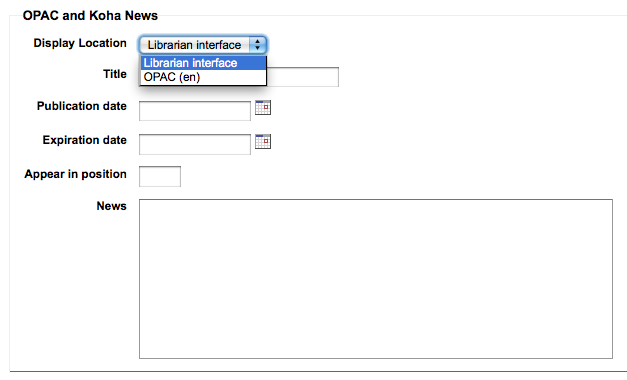 OPAC and Koha News
Display Location Librarian interface
Librarian interface
OPAC (en)
Title
Publication date
Expiration date
Appear in position
News